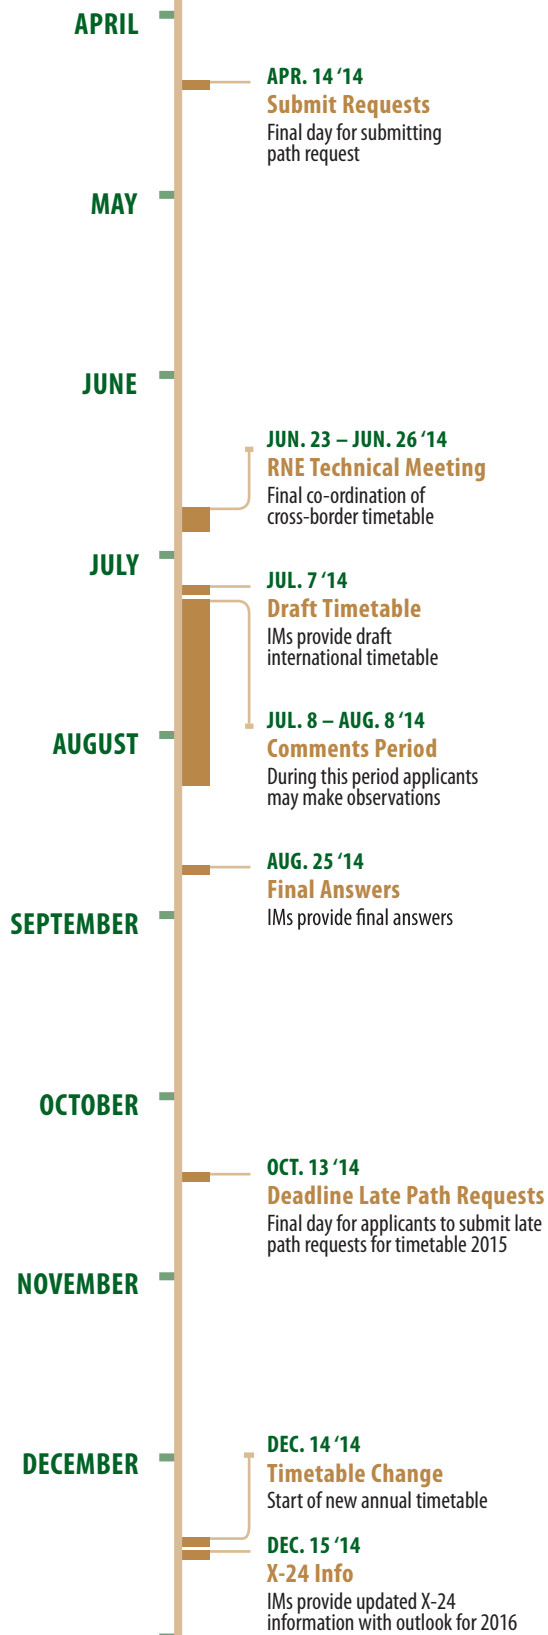 APRIL
APR. 14 ‘14
Submit Requests
Final day for submitting
path request
MAY
JUNE
JUN. 23 – JUN. 26 ‘14
RNE Technical Meeting
Final co-ordination of
cross-border timetable
JULY
JUL. 7 ‘14
Draft Timetable
IMs provide draft
international timetable
JUL. 8 – AUG. 8 ‘14
AUGUST
Comments Period
During this period applicants
may make observations
AUG. 25 ‘14
Final Answers
IMs provide final answers
SEPTEMBER
OCTOBER
OCT. 13 ‘14
Deadline Late Path Requests
Final day for applicants to submit late
path requests for timetable 2015
NOVEMBER
DEC. 14 ‘14
DECEMBER
Timetable Change
Start of new annual timetable
DEC. 15 ‘14
X-24 Info
IMs provide updated X-24
information with outlook for 2016